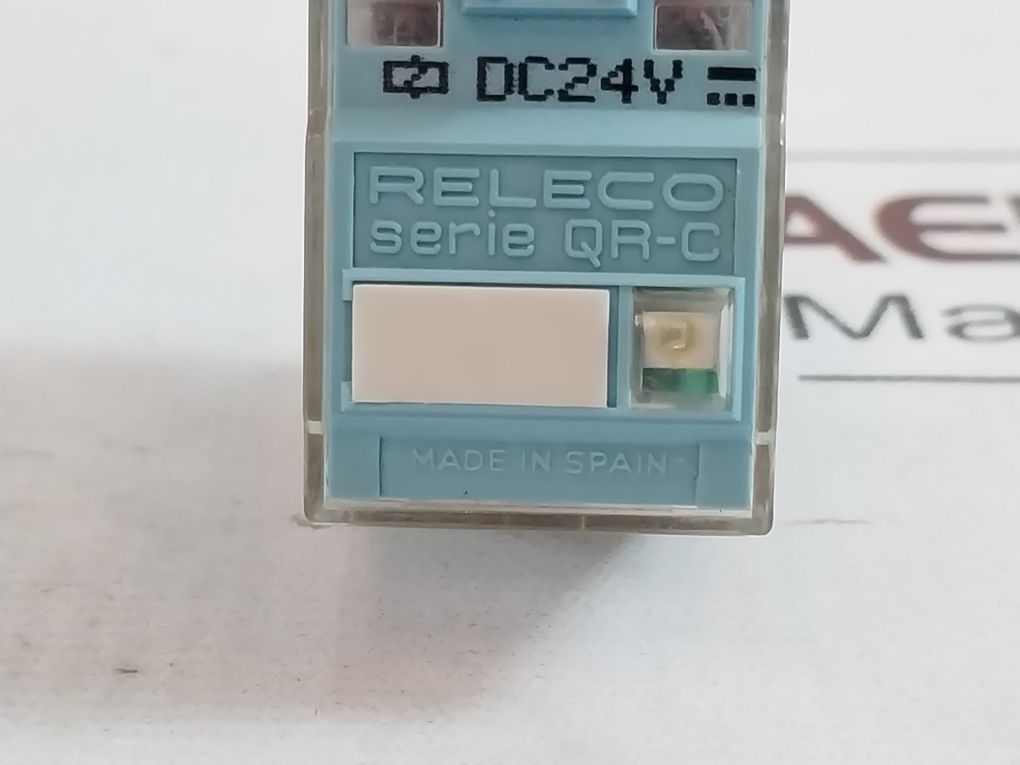 DC24V
RELECO
serie QR-C
MADE IN SPAIN